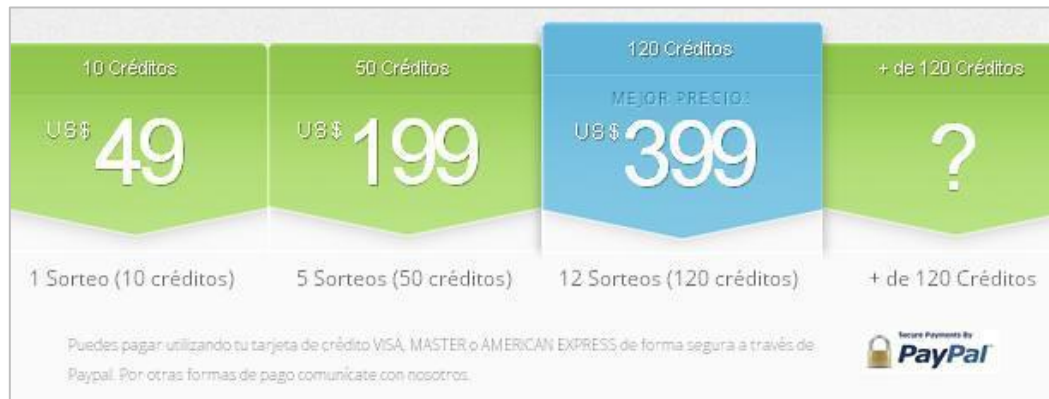 10 Créditos
US$ 49
1 Sorteo (10 créditos)
50 Créditos
US$ 199
5 Sorteos (50 créditos)
120 Créditos
MEJOR PRECIO!
US$ 399
12 Sorteos (120 créditos)
+ de 120 Créditos
?
+ de 120 Créditos
Puedes pagar utilizando tu tarjeta de crédito VISA, MASTER o AMERICAN EXPRESS de forma segura a través de
Paypal. Por otras formas de pago comunícate con nosotros.
Secure Payments By
PayPal